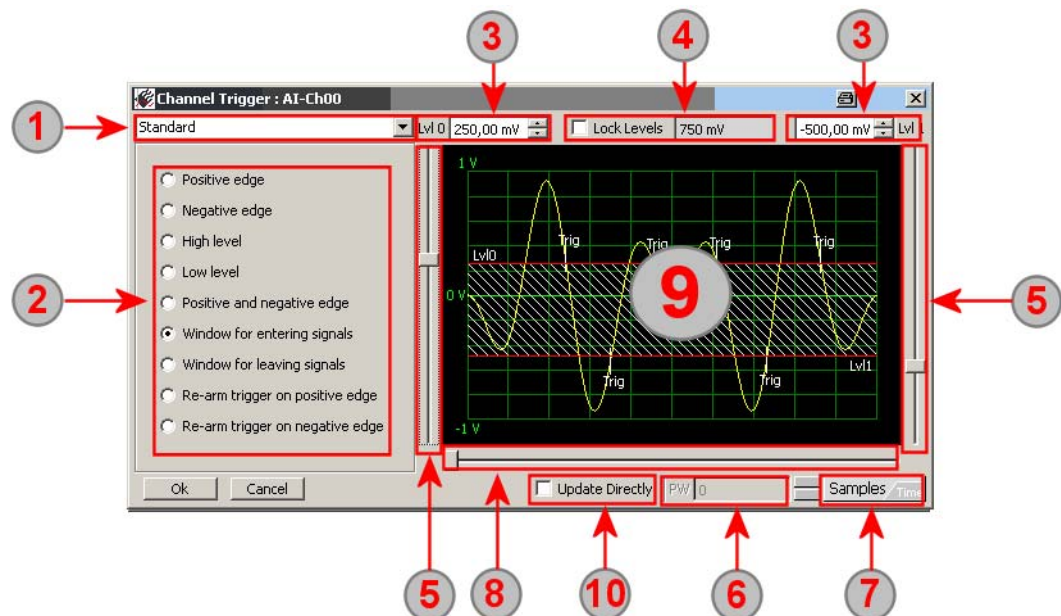 3
4
3
Channel Trigger : AI-Ch00
1
Standard
Lvl 0
250,00 mV
Lock Levels
750 mV
-500,00 mV
Lvl 1
1 V
Positive edge
Negative edge
High level
Low level
Positive and negative edge
Window for entering signals
Window for leaving signals
Re-arm trigger on positive edge
Re-arm trigger on negative edge
2
Trig
Trig
Trig
Trig
Lvl0
0 V
9
5
Lvl1
Trig
Trig
-1 V
Ok
Cancel
Update Directly
PW
0
Samples
Time
5
8
10
6
7